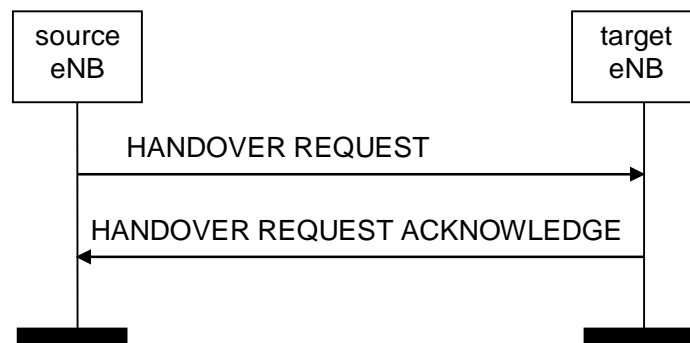 source
eNB
target
eNB
HANDOVER REQUEST
HANDOVER REQUEST ACKNOWLEDGE